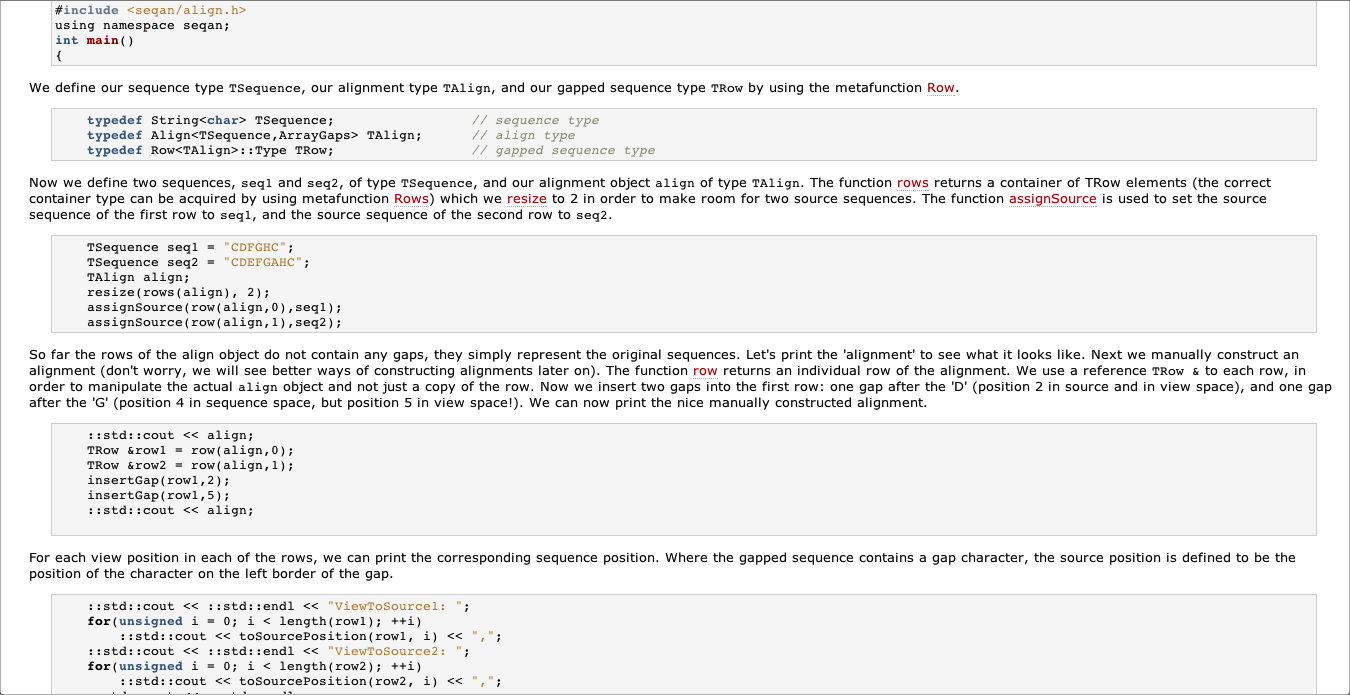 #include <seqan/align.h>
using namespace seqan;
int main()
{
We define our sequence type TSequence, our alignment type TAlign, and our gapped sequence type TRow by using the metafunction Row.
typedef String<char> TSequence; // sequence type
typedef Align<TSequence,ArrayGaps> TAlign; // align type
typedef Row<TAlign>::Type TRow; // gapped sequence type
Now we define two sequences, seq1 and seq2, of type TSequence, and our alignment object align of type TAlign. The function rows returns a container of TRow elements (the correct
container type can be acquired by using metafunction Rows) which we resize to 2 in order to make room for two source sequences. The function assignSource is used to set the source
sequence of the first row to seq1, and the source sequence of the second row to seq2.
TSequence seq1 = "CDFGHC";
TSequence seq2 = "CDEFGAHC";
TAlign align;
resize(rows(align), 2);
assignSource(row(align,0),seq1);
assignSource(row(align,1),seq2);
So far the rows of the align object do not contain any gaps, they simply represent the original sequences. Let's print the 'alignment' to see what it looks like. Next we manually construct an
alignment (don't worry, we will see better ways of constructing alignments later on). The function row returns an individual row of the alignment. We use a reference TRow & to each row, in
order to manipulate the actual align object and not just a copy of the row. Now we insert two gaps into the first row: one gap after the 'D' (position 2 in source and in view space), and one gap
after the 'G' (position 4 in sequence space, but position 5 in view space!). We can now print the nice manually constructed alignment.
::std::cout << align;
TRow &row1 = row(align,0);
TRow &row2 = row(align,1);
insertGap(row1,2);
insertGap(row1,5);
::std::cout << align;
For each view position in each of the rows, we can print the corresponding sequence position. Where the gapped sequence contains a gap character, the source position is defined to be the
position of the character on the left border of the gap.
::std::cout << ::std::endl << "ViewToSource1: ";
for(unsigned i = 0; i < length(row1); ++i)
::std::cout << toSourcePosition(row1, i) << ",";
::std::cout << ::std::endl << "ViewToSource2: ";
for(unsigned i = 0; i < length(row2); ++i)
::std::cout << toSourcePosition(row2, i) << ",";